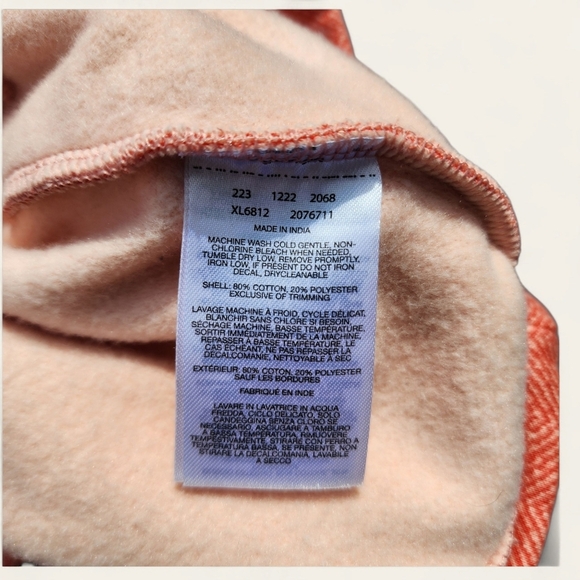 223 1222 2068
XL6812 2076711
MADE IN INDIA
MACHINE WASH COLD GENTLE, NON-
CHLORINE BLEACH WHEN NEEDED,
TUMBLE DRY LOW, REMOVE PROMPTLY,
IRON LOW, IF PRESENT DO NOT IRON
DECAL, DRYCLEANABLE
SHELL: 80% COTTON, 20% POLYESTER
EXCLUSIVE OF TRIMMING
LAVAGE MACHINE À FROID, CYCLE DÉLICAT,
BLANCHIR SANS CHLORE SI BESOIN,
SÉCHAGE MACHINE, BASSE TEMPÉRATURE,
SORTIR IMMÉDIATEMENT DE LA MACHINE,
REPASSER À BASSE TEMPÉRATURE, LE
CAS ÉCHÉANT, NE PAS REPASSER LA
DÉCALCOMANIE, NETTOYABLE À SEC
EXTÉRIEUR: 80% COTON, 20% POLYESTER
SAUF LES BORDURES
FABRIQUÉ EN INDE
LAVARE IN LAVATRICE IN ACQUA
FREDDA, CICLO DELICATO, SOLO
CANDEGGINA SENZA CLORO SE
NECESSARIO, ASCIUGARE A TAMBURO
A BASSA TEMPERATURA, RIMUOVERE
TEMPESTIVAMENTE, STIRARE CON FERRO A
BASSA TEMPERATURA, SE PRESENTE, NON
STIRARE LA DECALCOMANIA, LAVABILE
A SECCO